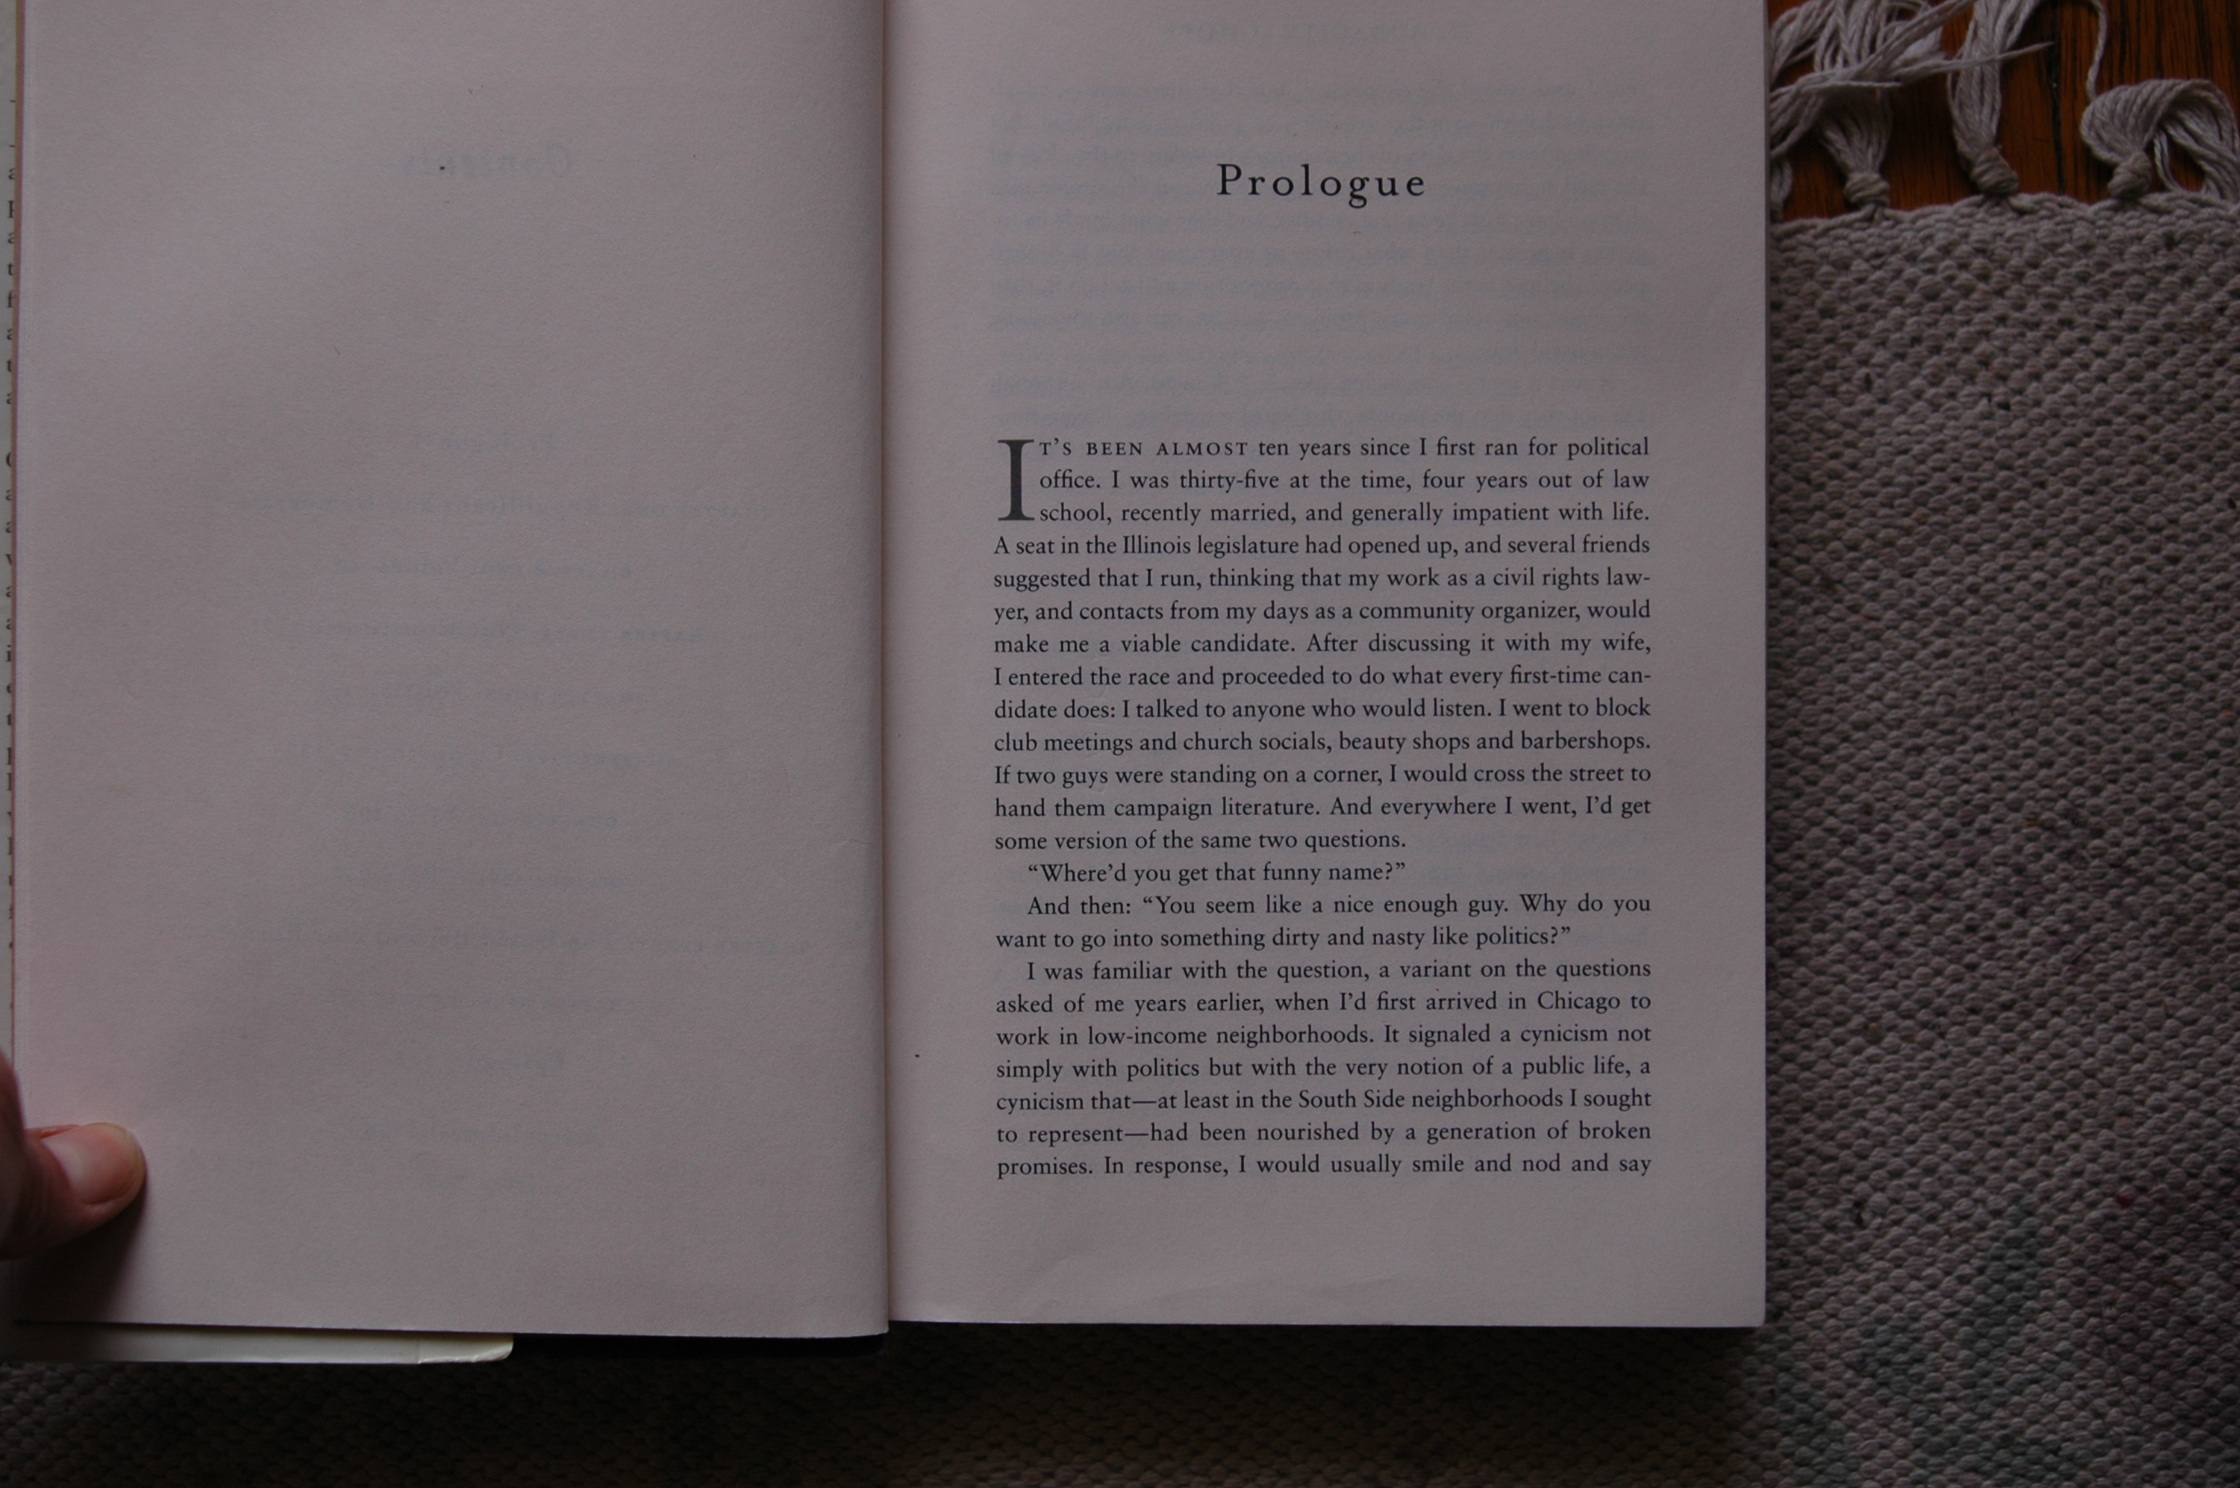 Prologue
IT'S BEEN ALMOST ten years since I first ran for political
office. I was thirty-five at the time, four years out of law
school, recently married, and generally impatient with life.
A seat in the Illinois legislature had opened up, and several friends
suggested that I run, thinking that my work as a civil rights law-
yer, and contacts from my days as a community organizer, would
make me a viable candidate. After discussing it with my wife,
I entered the race and proceeded to do what every first-time can-
didate does: I talked to anyone who would listen. I went to block
club meetings and church socials, beauty shops and barbershops.
If two guys were standing on a corner, I would cross the street to
hand them campaign literature. And everywhere I went, I'd get
some version of the same two questions.
“Where'd you get that funny name?”
And then: “You seem like a nice enough guy. Why do you
want to go into something dirty and nasty like politics?”
I was familiar with the question, a variant on the questions
asked of me years earlier, when I'd first arrived in Chicago to
work in low-income neighborhoods. It signaled a cynicism not
simply with politics but with the very notion of a public life, a
cynicism that—at least in the South Side neighborhoods I sought
to represent—had been nourished by a generation of broken
promises. In response, I would usually smile and nod and say